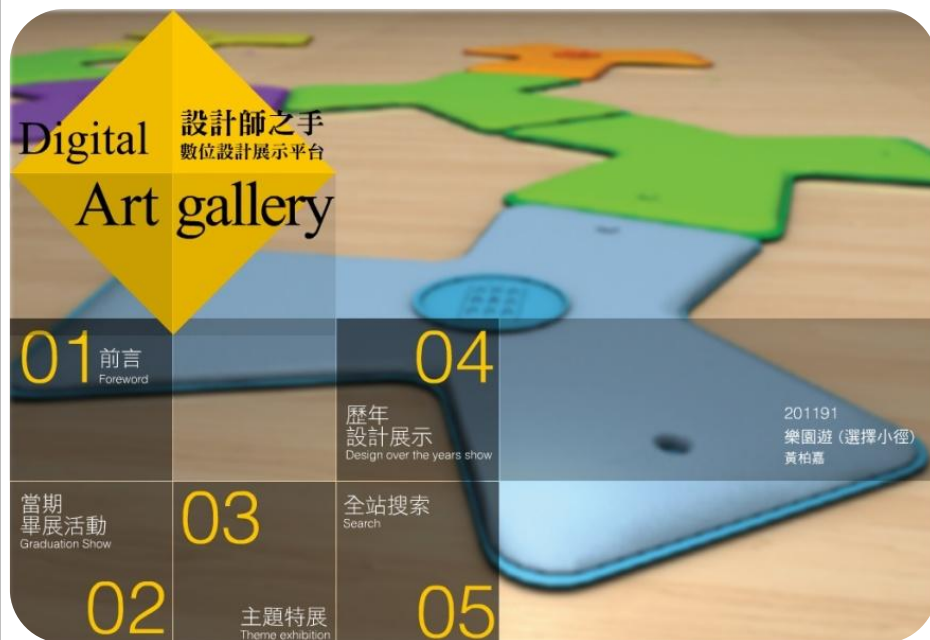 設計師之手
數位設計展示平台
Digital
Art gallery
01 前言
Foreword
04
歷年
設計展示
Design over the years show
201191
樂園遊 (選擇小徑)
黃柏嘉
當期
畢展活動
Graduation Show
02
03
主題特展
Theme exhibition
全站搜索
Search
05